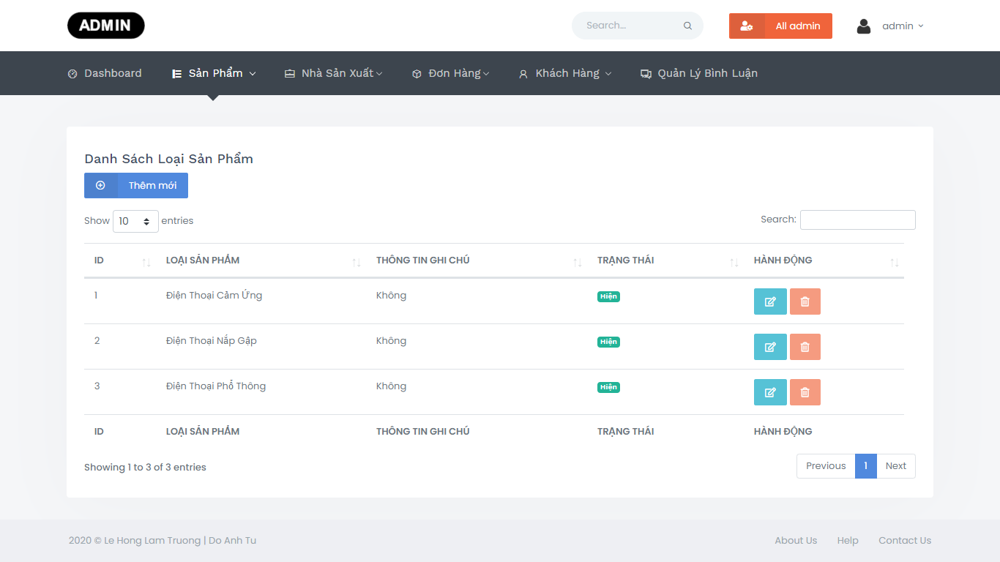 ADMIN
Search...
All admin
admin
Dashboard
Sản Phẩm
Nhà Sản Xuất
Đơn Hàng
Khách Hàng
Quản Lý Bình Luận
Danh Sách Loại Sản Phẩm
Thêm mới
Show 10 entries
Search:
ID LOẠI SẢN PHẨM THÔNG TIN GHI CHÚ TRẠNG THÁI HÀNH ĐỘNG
1 Điện Thoại Cảm Ứng Không Hiện
2 Điện Thoại Nắp Gập Không Hiện
3 Điện Thoại Phổ Thông Không Hiện
ID LOẠI SẢN PHẨM THÔNG TIN GHI CHÚ TRẠNG THÁI HÀNH ĐỘNG
Showing 1 to 3 of 3 entries
Previous 1 Next
2020 © Le Hong Lam Truong | Do Anh Tu
About Us Help Contact Us